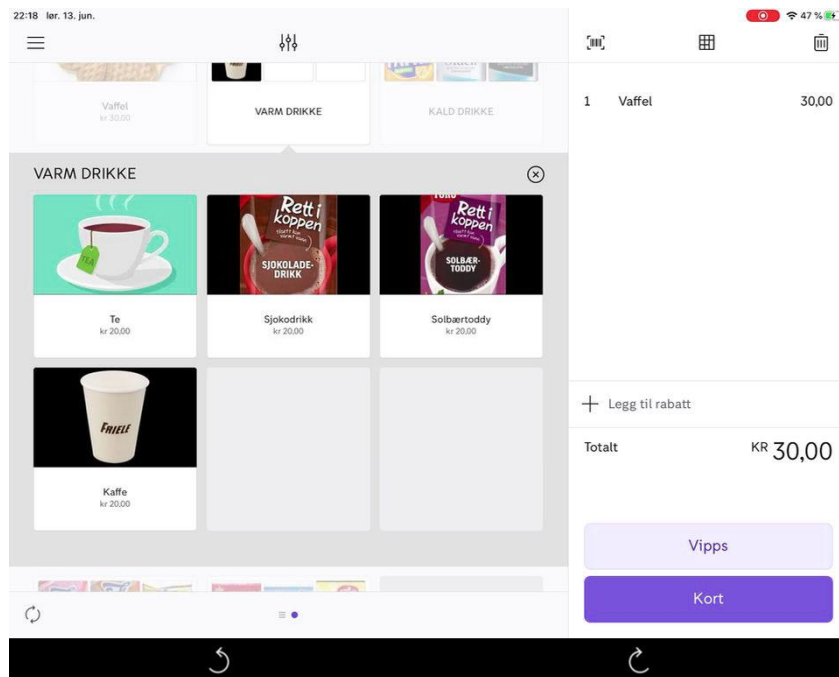 22:18 lør. 13. jun.
47 %
Vaffel
kr 30,00
VARM DRIKKE
KALD DRIKKE
1 Vaffel 30,00
VARM DRIKKE
TEA
Rett i
koppen
SJOKOLADE-
DRIKK
TORO
Rett i
koppen
SOLBÆR-
TODDY
Te
kr 20,00
Sjokodrikk
kr 20,00
Solbærtoddy
kr 20,00
FRIELE
Kaffe
kr 20,00
Legg til rabatt
Totalt KR 30,00
Vipps
Kort